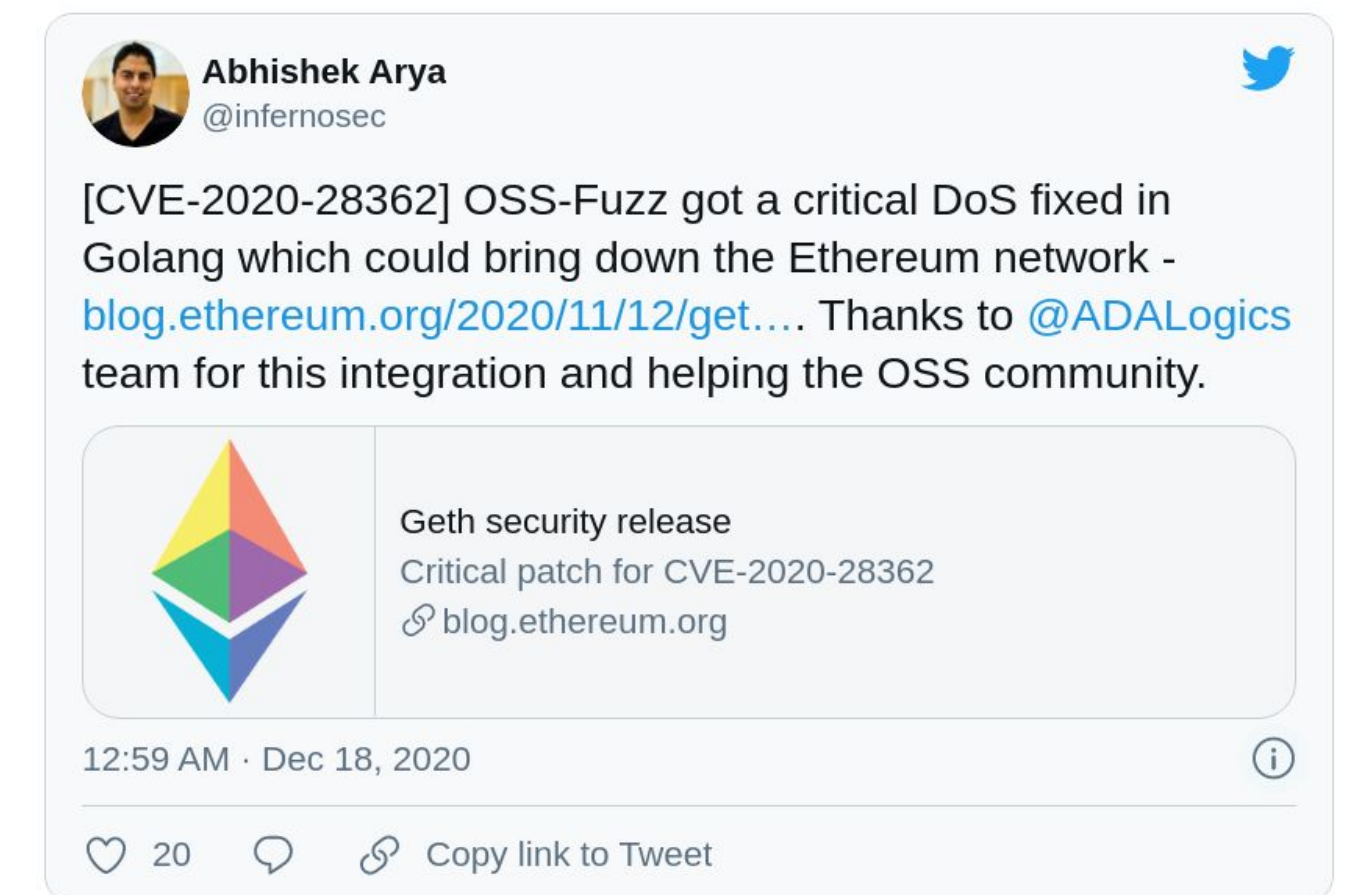 Abhishek Arya
@infernosec
[CVE-2020-28362] OSS-Fuzz got a critical DoS fixed in
Golang which could bring down the Ethereum network -
blog.ethereum.org/2020/11/12/get…. Thanks to @ADALogics
team for this integration and helping the OSS community.
Geth security release
Critical patch for CVE-2020-28362
blog.ethereum.org
12:59 AM · Dec 18, 2020
20 Copy link to Tweet